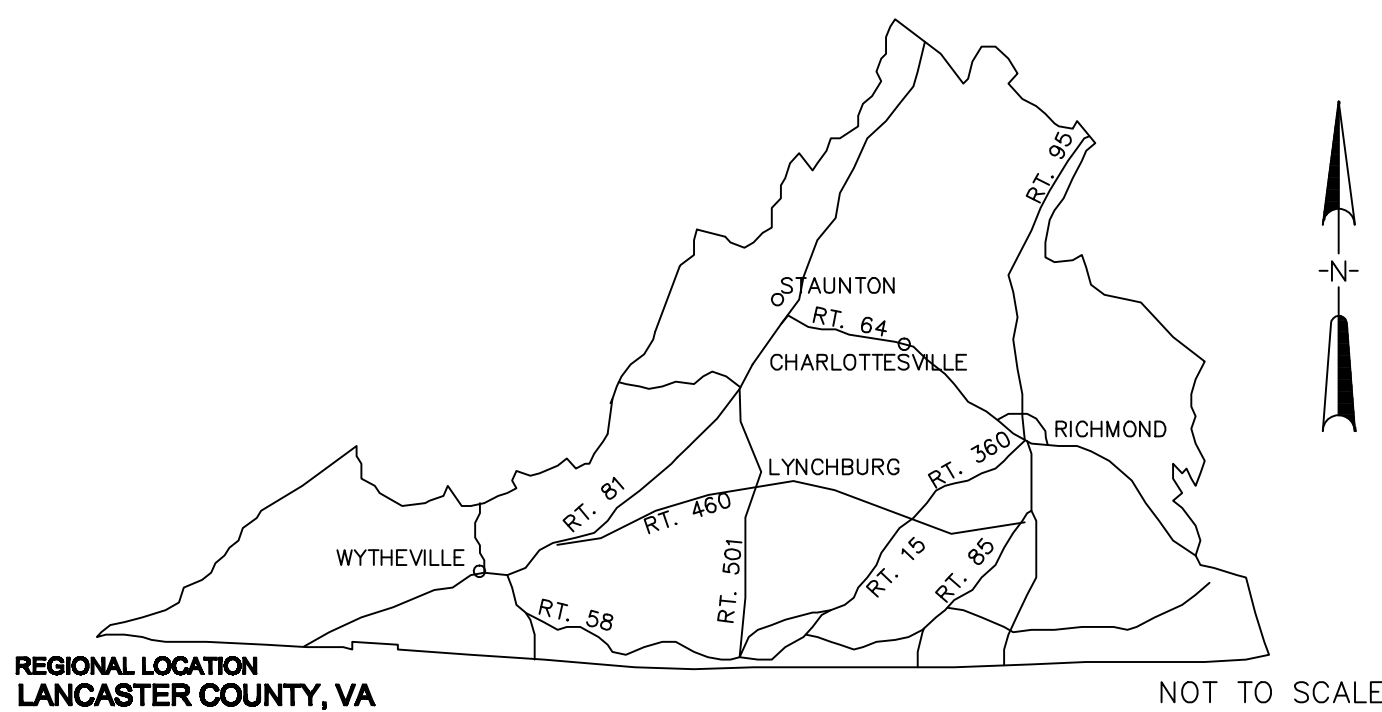 RT. 95
-N-
STAUNTON
RT. 64
CHARLOTTESVILLE
RICHMOND
RT. 360
LYNCHBURG
RT. 81
RT. 460
RT. 501
RT. 15
RT. 85
WYTHEVILLE
RT. 58
REGIONAL LOCATION
LANCASTER COUNTY, VA
NOT TO SCALE